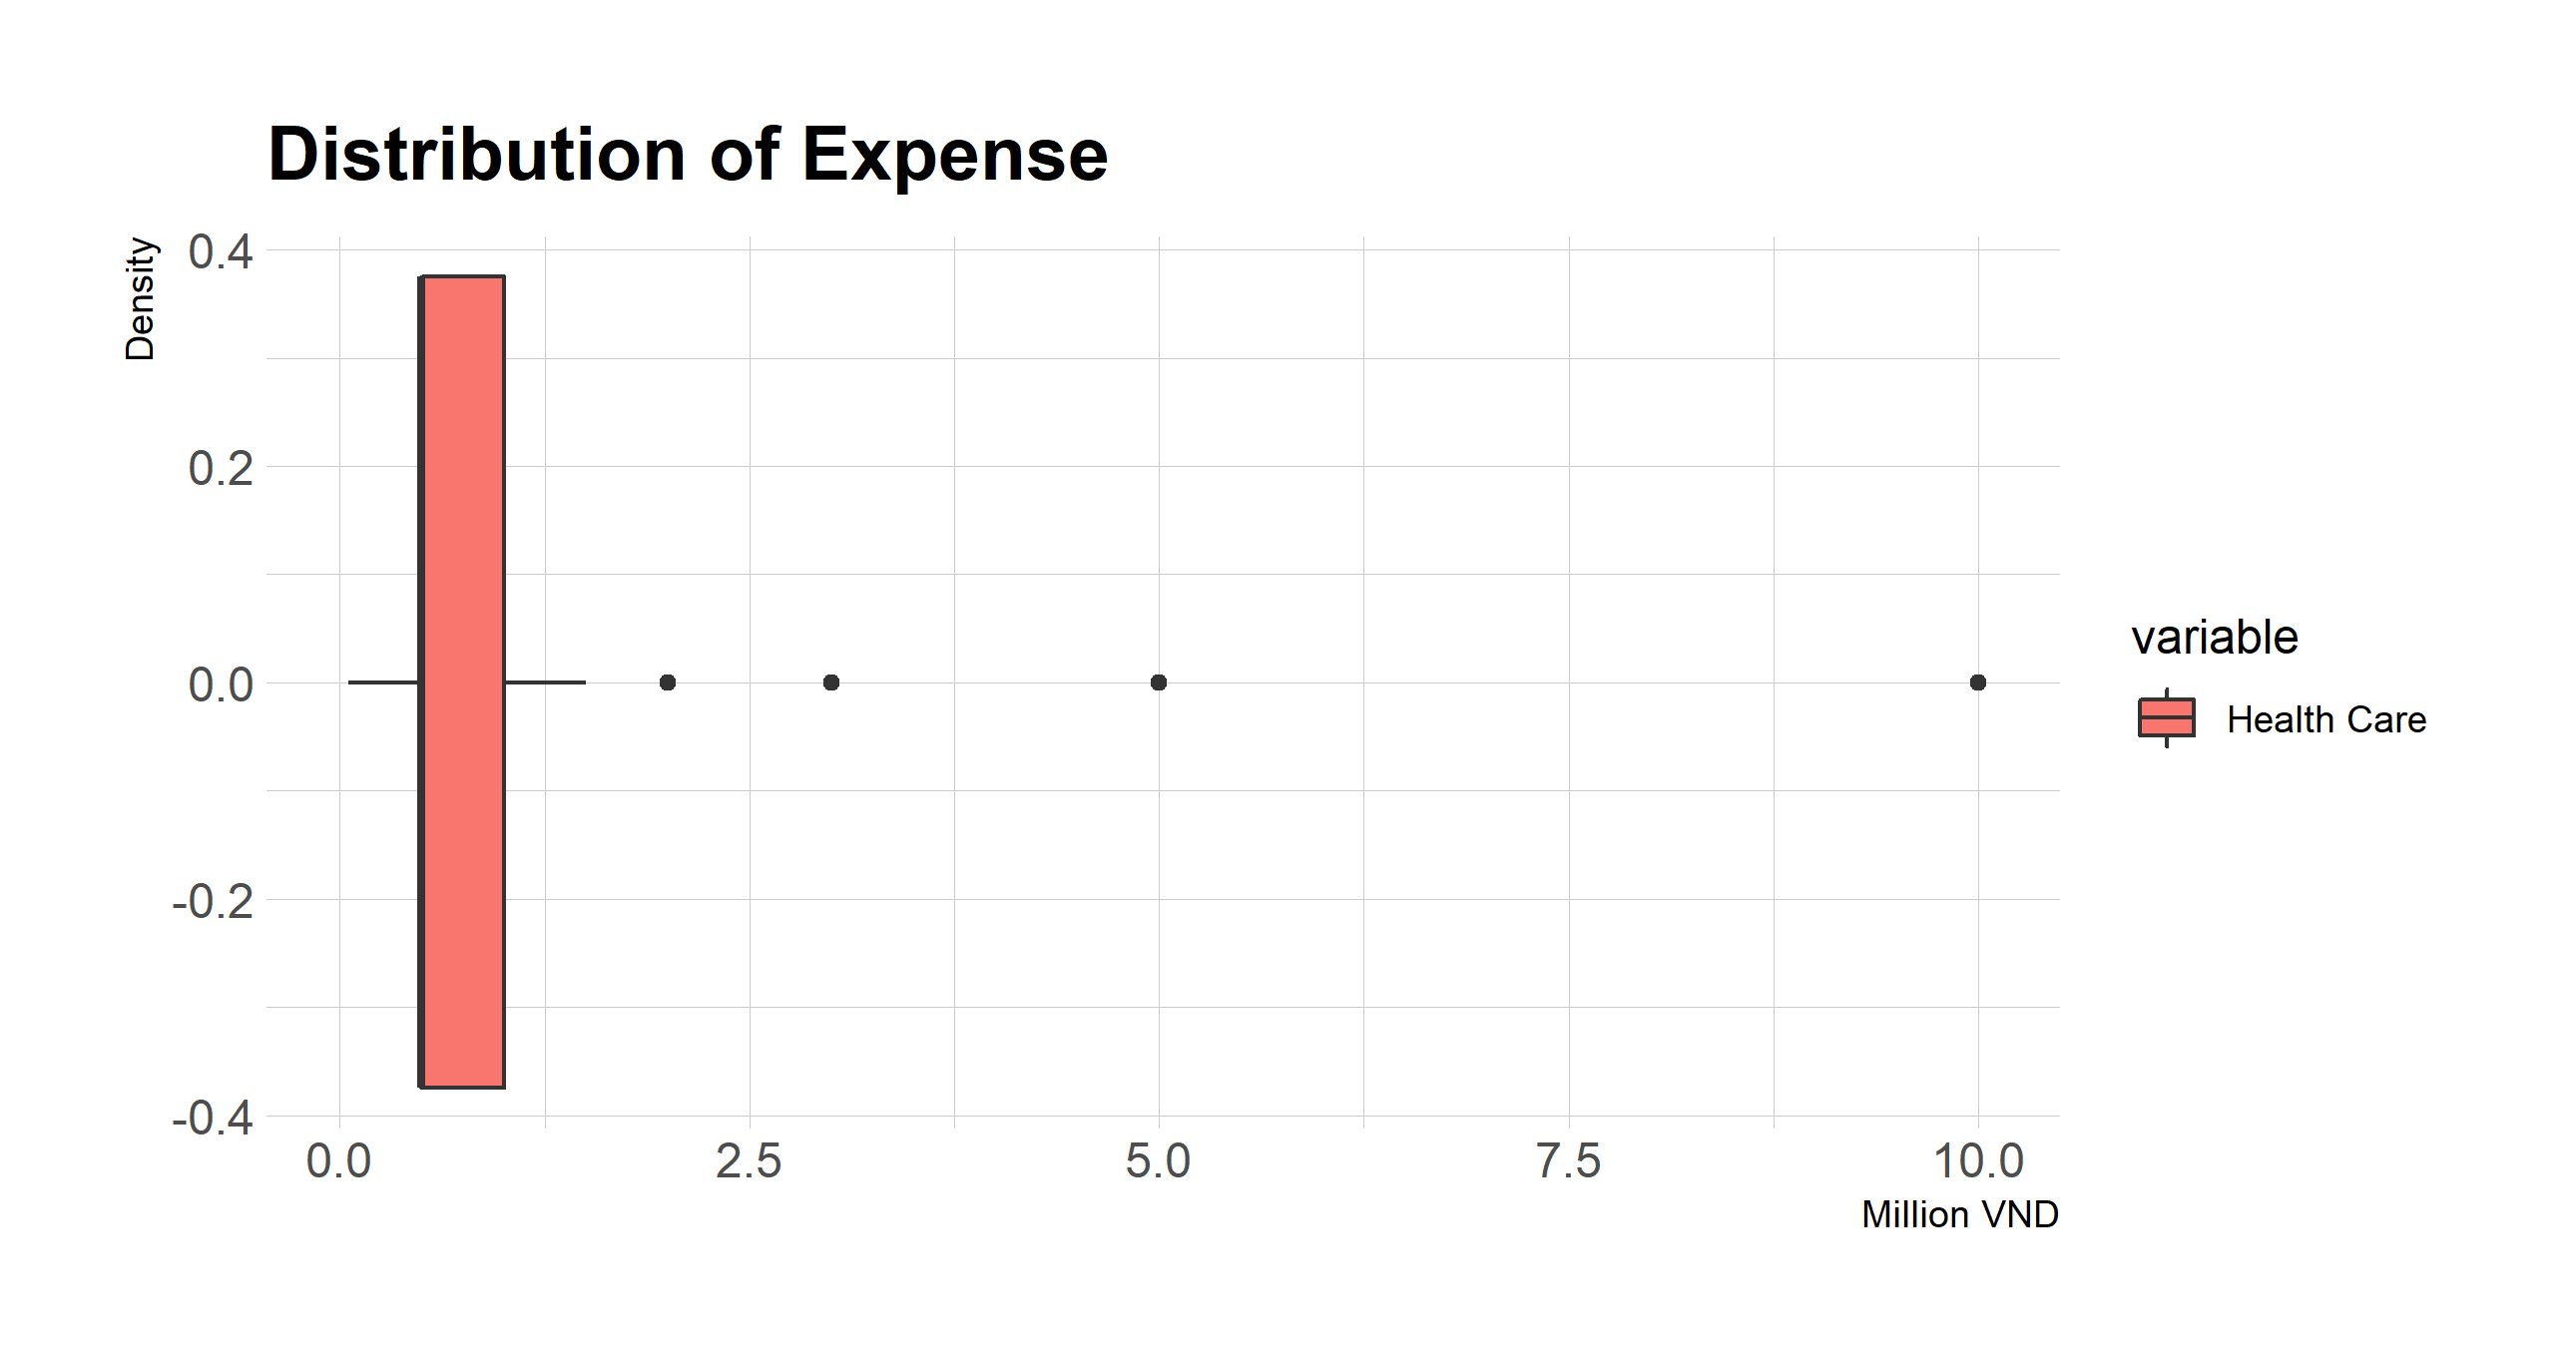 Distribution of Expense
Density
0.4
0.2
0.0
-0.2
-0.4
0.0 2.5 5.0 7.5 10.0
Million VND
variable
Health Care